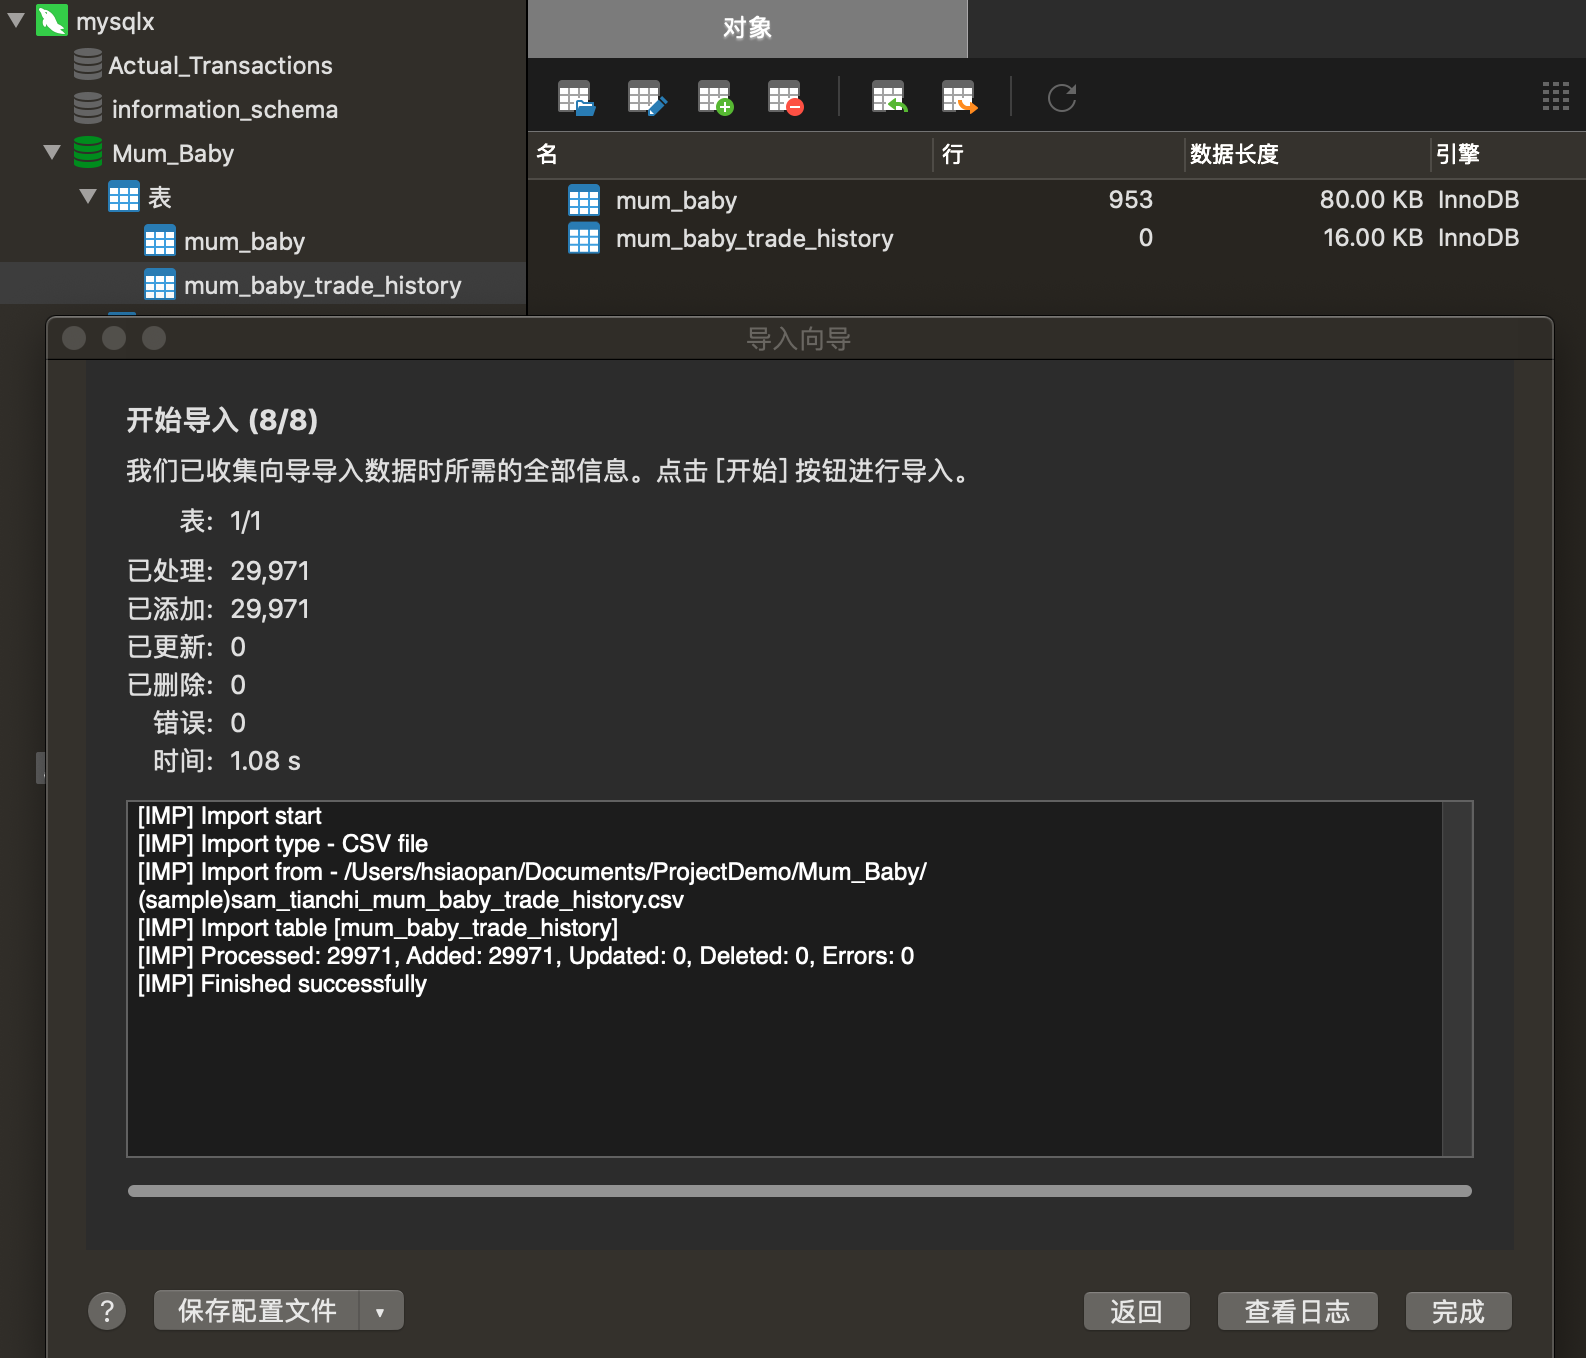 mysqlx
Actual_Transactions
information_schema
Mum_Baby
表
mum_baby
mum_baby_trade_history
对象
名 行 数据长度 引擎
mum_baby 953 80.00 KB InnoDB
mum_baby_trade_history 0 16.00 KB InnoDB
导入向导
开始导入 (8/8)
我们已收集向导导入数据时所需的全部信息。点击 [开始] 按钮进行导入。
表: 1/1
已处理: 29,971
已添加: 29,971
已更新: 0
已删除: 0
错误: 0
时间: 1.08 s
[IMP] Import start
[IMP] Import type - CSV file
[IMP] Import from - /Users/hsiaopan/Documents/ProjectDemo/Mum_Baby/
(sample)sam_tianchi_mum_baby_trade_history.csv
[IMP] Import table [mum_baby_trade_history]
[IMP] Processed: 29971, Added: 29971, Updated: 0, Deleted: 0, Errors: 0
[IMP] Finished successfully
? 保存配置文件 返回 查看日志 完成